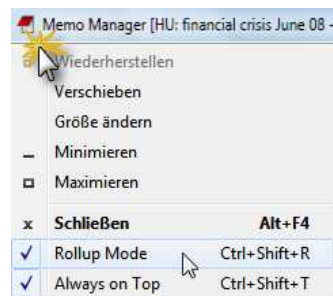 Memo Manager [HU: financial crisis June 08 -
Wiederherstellen
Verschieben
Größe ändern
Minimieren
Maximieren
Schließen Alt+F4
Rollup Mode Ctrl+Shift+R
Always on Top Ctrl+Shift+T